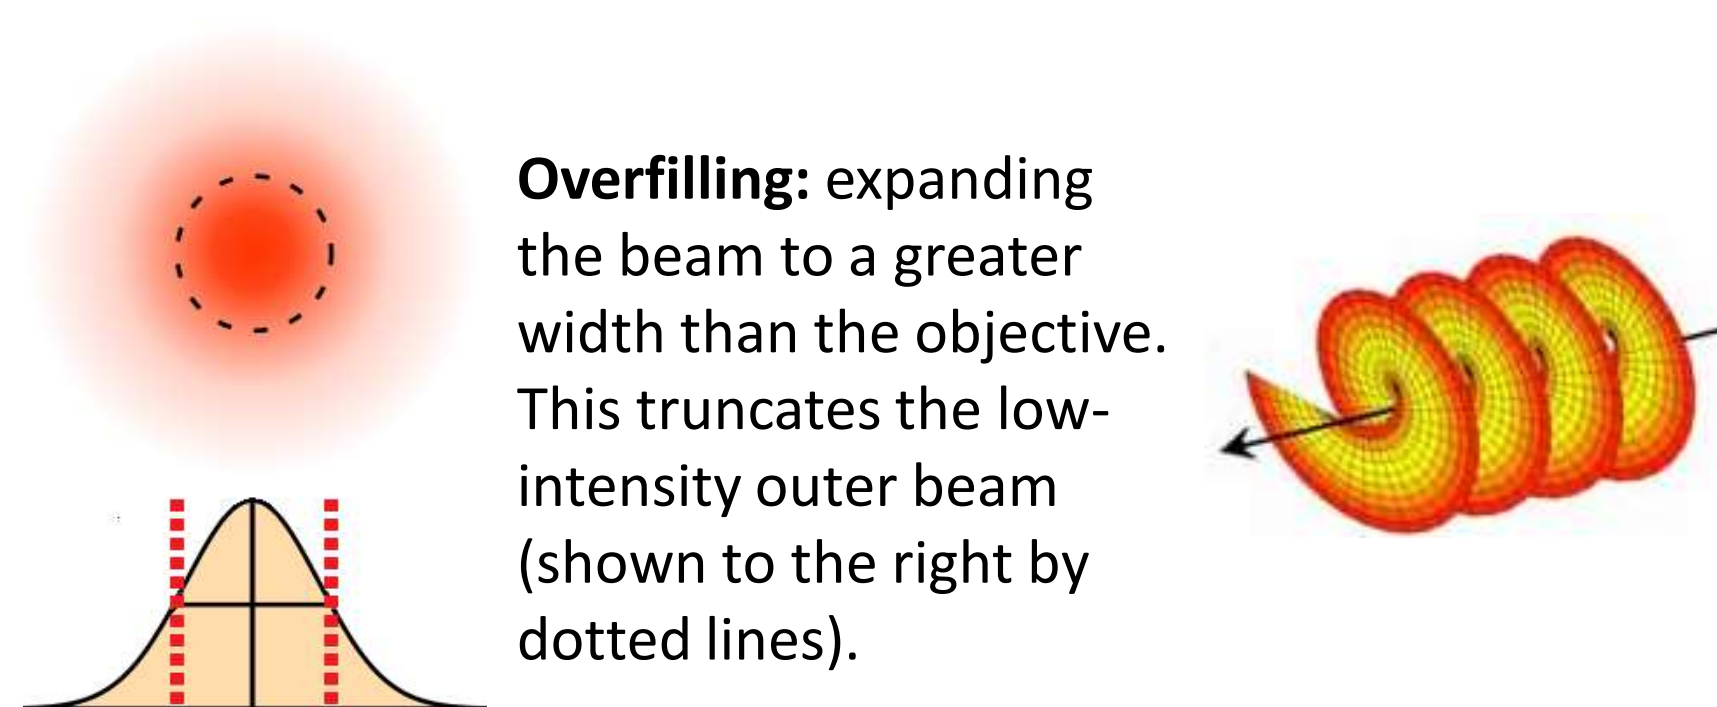 Overfilling: expanding
the beam to a greater
width than the objective.
This truncates the low-
intensity outer beam
(shown to the right by
dotted lines).